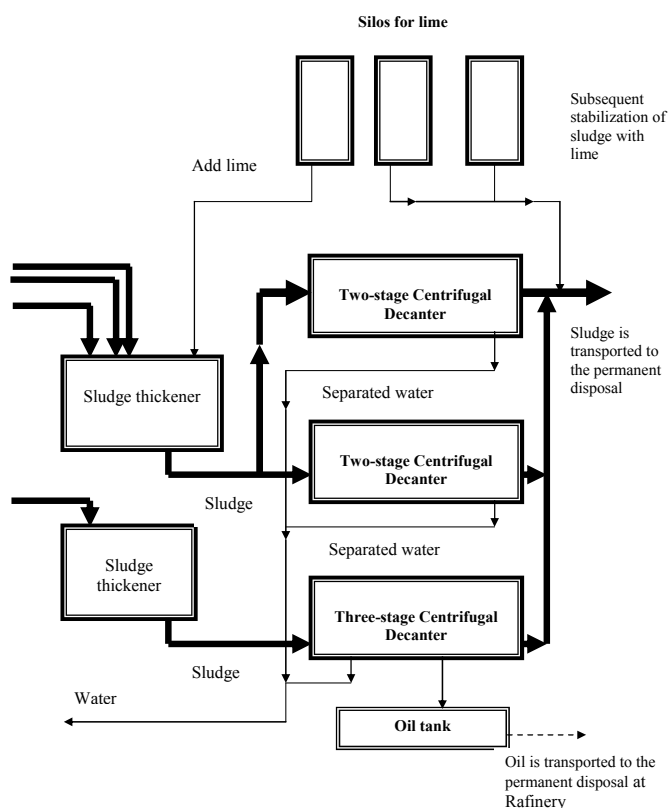 Silos for lime
Subsequent
stabilization of
sludge with
lime
Add lime
Two-stage Centrifugal
Decanter
Sludge is
transported to
the permanent
disposal
Sludge thickener
Separated water
Two-stage Centrifugal
Decanter
Sludge
Separated water
Sludge
thickener
Three-stage Centrifugal
Decanter
Sludge
Water
Oil tank
Oil is transported to the
permanent disposal at
Rafinery